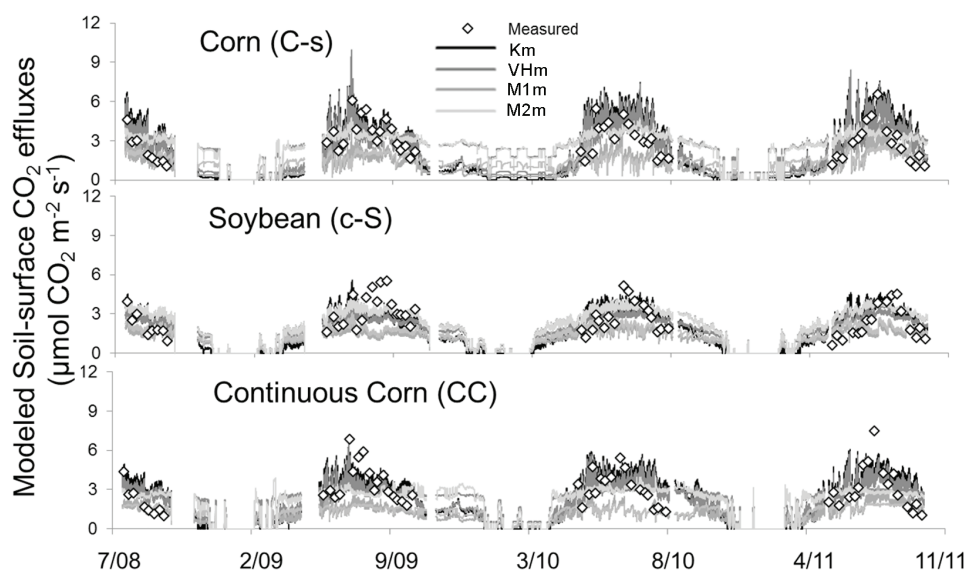 Modeled Soil-surface CO2 effluxes
(μmol CO2 m-2 s-1)
12
9
6
3
0
Corn (C-s)
Measured
Km
VHm
M1m
M2m
12
9
6
3
0
Soybean (c-S)
12
9
6
3
0
Continuous Corn (CC)
7/08 2/09 9/09 3/10 8/10 4/11 11/11